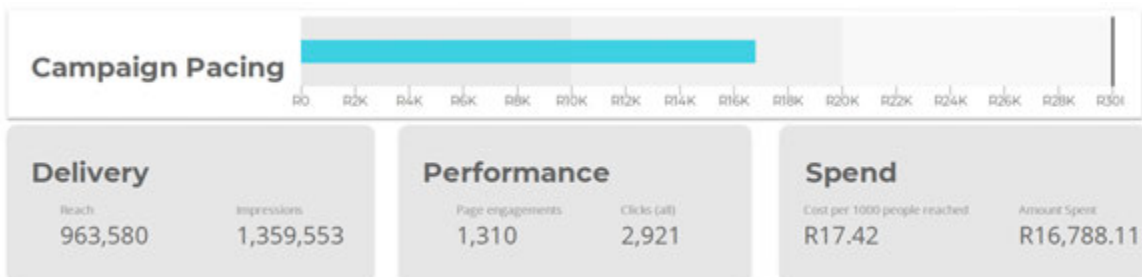 Campaign Pacing
R0 R2K R4K R6K R8K R10K R12K R14K R16K R18K R20K R22K R24K R26K R28K R30I
Delivery
Reach Impressions
963,580 1,359,553
Performance
Page engagements Clicks (all)
1,310 2,921
Spend
Cost per 1000 people reached Amount Spent
R17.42 R16,788.11